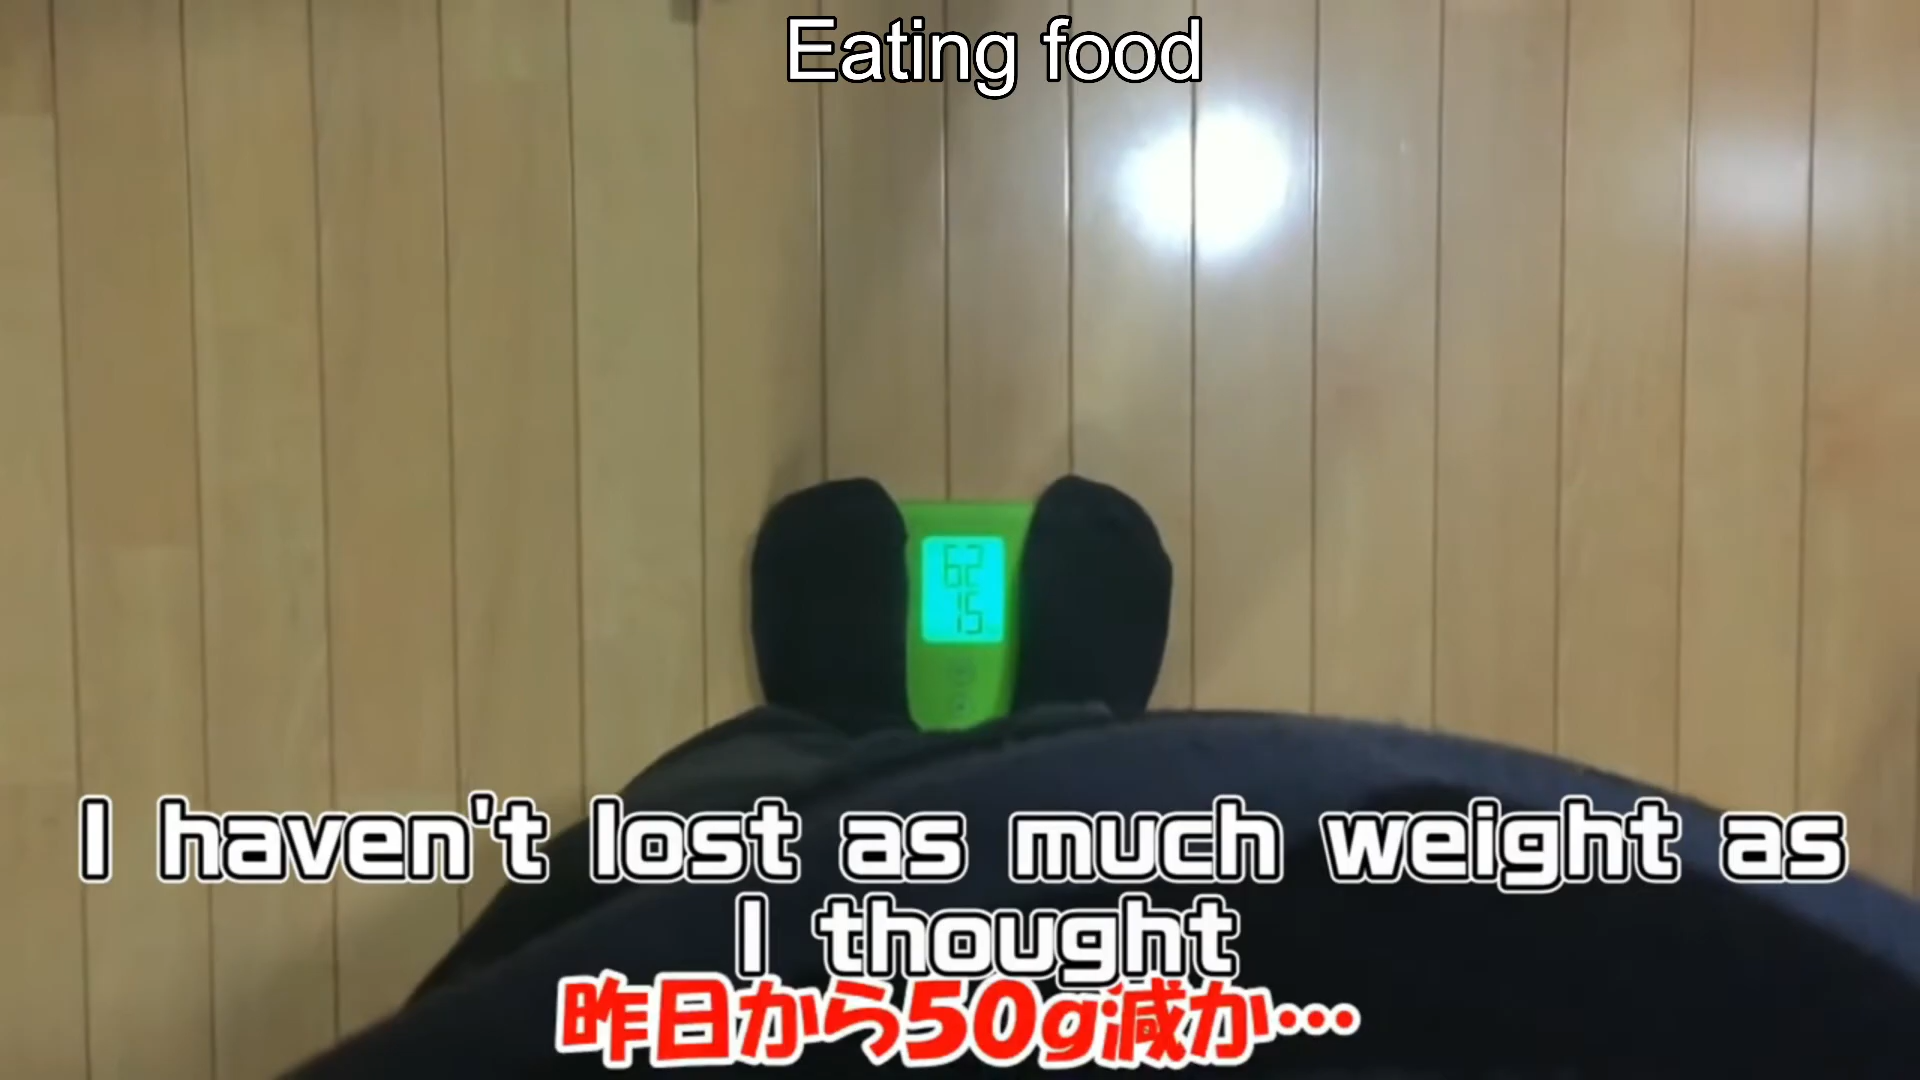 Eating food
62
15
I haven't lost as much weight as
I thought
昨日から50g減か…